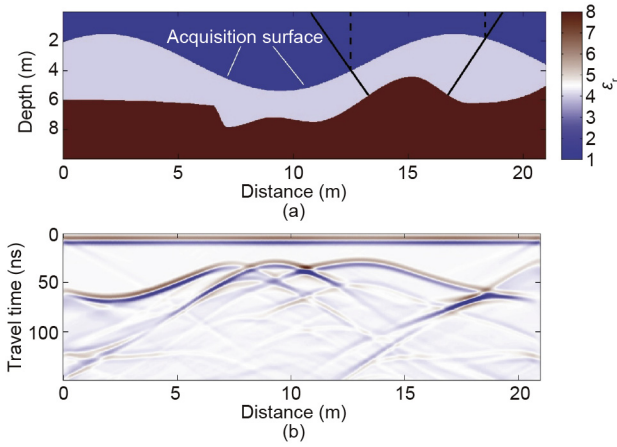 Acquisition surface
2
4
6
8
Depth (m)
0 5 10 15 20
Distance (m)
(a)
8
7
6
5
4
3
2
1
εr
0
50
100
Travel time (ns)
0 5 10 15 20
Distance (m)
(b)